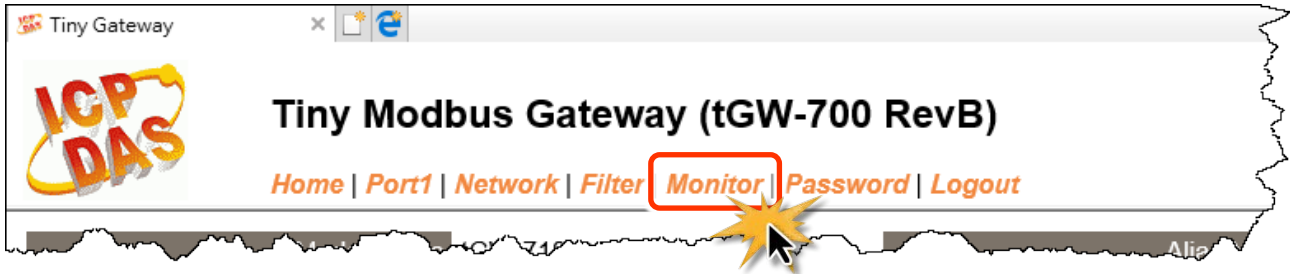 Tiny Gateway
ICP DAS
Tiny Modbus Gateway (tGW-700 RevB)
Home | Port1 | Network | Filter | Monitor | Password | Logout